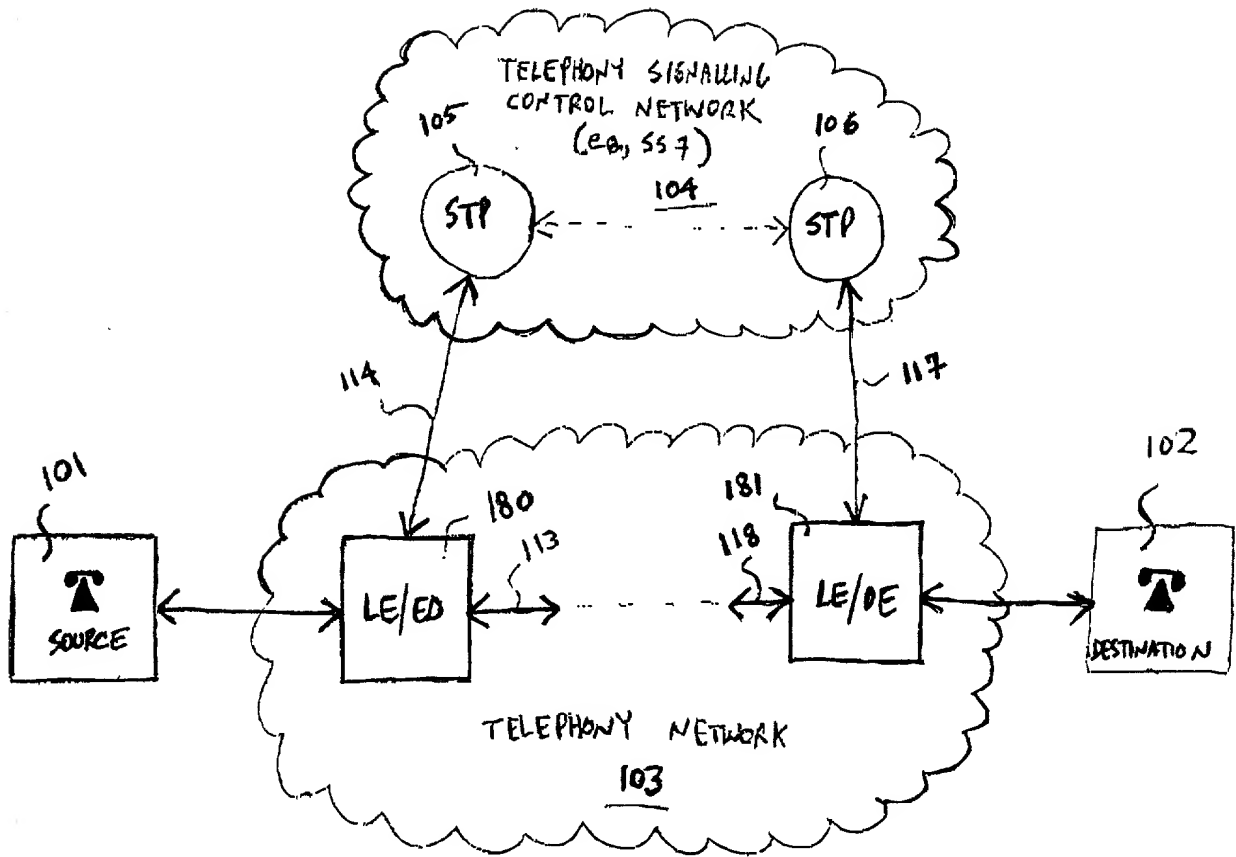 TELEPHONY SIGNALLING
CONTROL NETWORK
(eg., SS7)
104
105
106
STP
STP
114
117
101
180
113
118
181
102
SOURCE
LE/EO
LE/DE
DESTINATION
TELEPHONY NETWORK
103